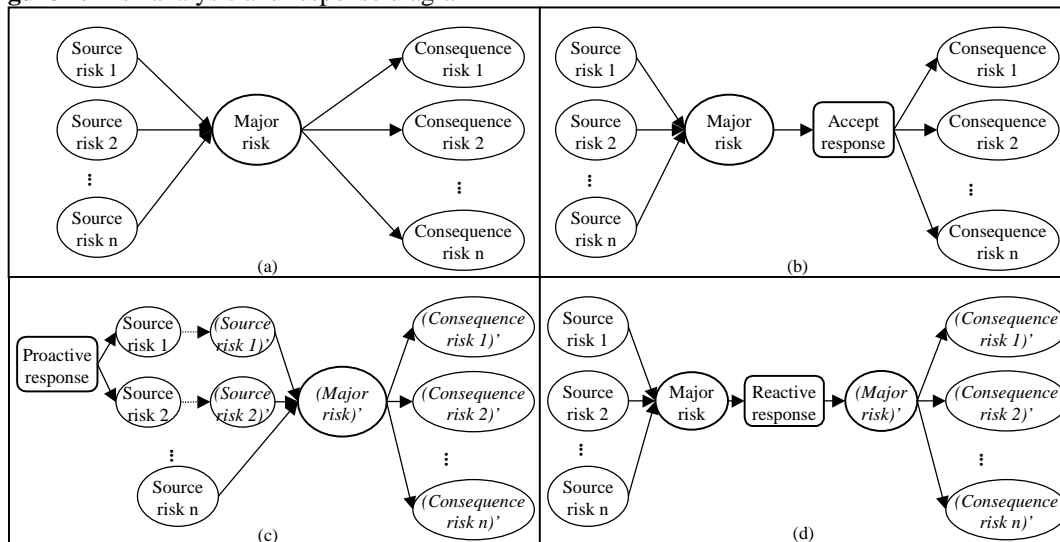 Source
risk 1
Source
risk 2
...
Source
risk n
Major
risk
Consequence
risk 1
Consequence
risk 2
...
Consequence
risk n
(a)
Source
risk 1
Source
risk 2
...
Source
risk n
Major
risk
Accept
response
Consequence
risk 1
Consequence
risk 2
...
Consequence
risk n
(b)
Proactive
response
Source
risk 1
Source
risk 2
...
Source
risk n
(Source
risk 1)’
(Source
risk 2)’
(Major
risk)’
(Consequence
risk 1)’
(Consequence
risk 2)’
...
(Consequence
risk n)’
(c)
Source
risk 1
Source
risk 2
...
Source
risk n
Major
risk
Reactive
response
(Major
risk)’
(Consequence
risk 1)’
(Consequence
risk 2)’
...
(Consequence
risk n)’
(d)